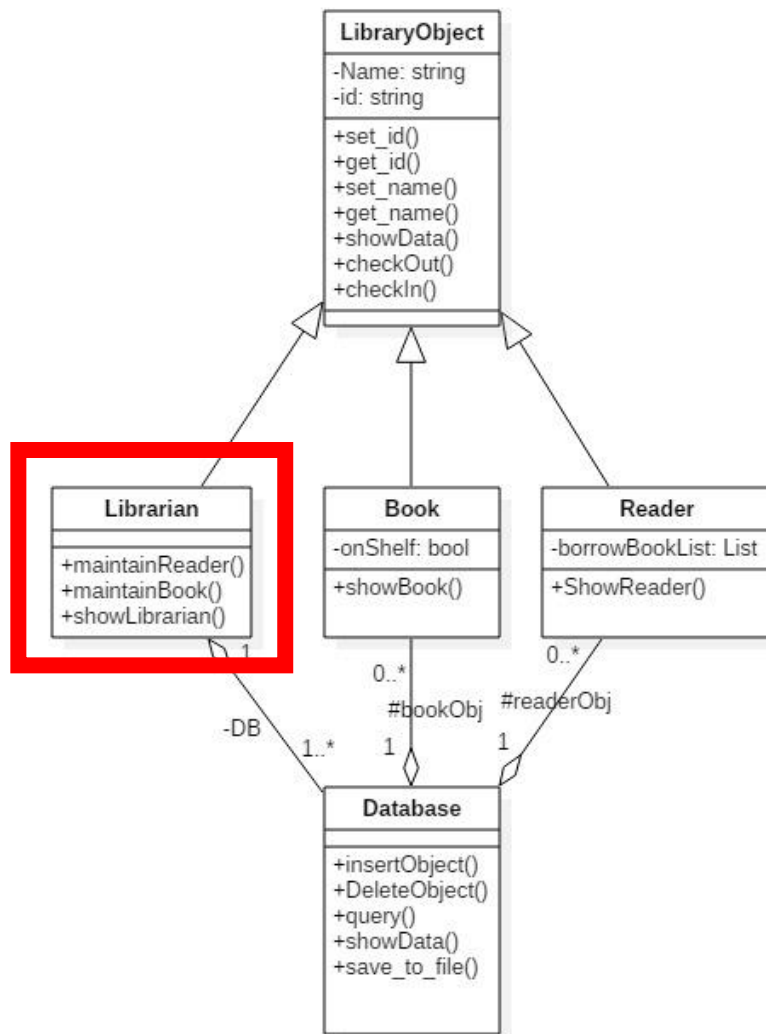 LibraryObject
-Name: string
-id: string
+set_id()
+get_id()
+set_name()
+get_name()
+showData()
+checkOut()
+checkIn()
Librarian
+maintainReader()
+maintainBook()
+showLibrarian()
Book
-onShelf: bool
+showBook()
Reader
-borrowBookList: List
+ShowReader()
1
-DB
1..*
0..*
#bookObj
1
0..*
#readerObj
1
Database
+insertObject()
+DeleteObject()
+query()
+showData()
+save_to_file()